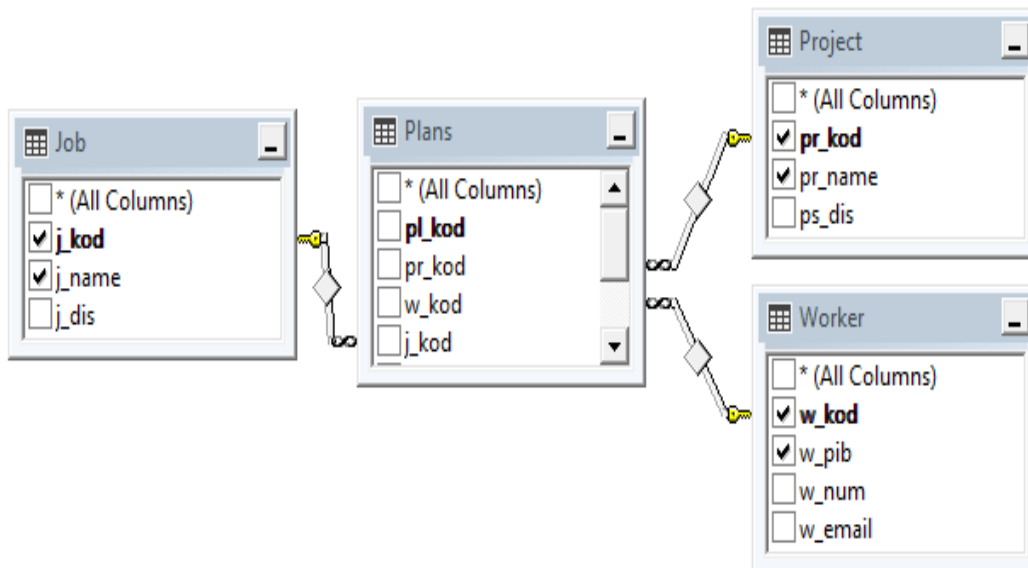 Job
* (All Columns)
j_kod
j_name
j_dis
Plans
* (All Columns)
pl_kod
pr_kod
w_kod
j_kod
Project
* (All Columns)
pr_kod
pr_name
ps_dis
Worker
* (All Columns)
w_kod
w_pib
w_num
w_email